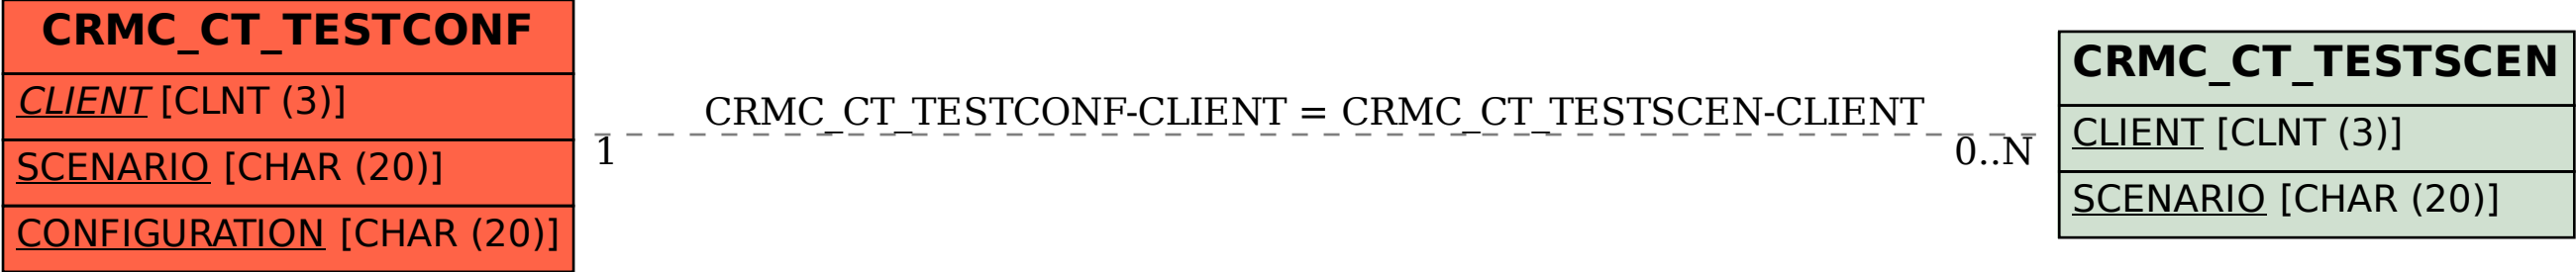 CRMC_CT_TESTCONF
CLIENT [CLNT (3)]
SCENARIO [CHAR (20)]
CONFIGURATION [CHAR (20)]
CRMC_CT_TESTCONF-CLIENT = CRMC_CT_TESTSCEN-CLIENT
1
0..N
CRMC_CT_TESTSCEN
CLIENT [CLNT (3)]
SCENARIO [CHAR (20)]